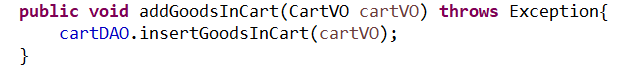 public void addGoodsInCart(CartVO cartVO) throws Exception{
    cartDAO.insertGoodsInCart(cartVO);
}